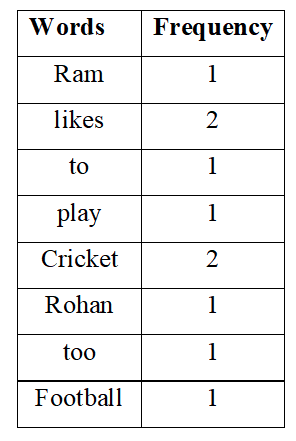 Words Frequency
Ram 1
likes 2
to 1
play 1
Cricket 2
Rohan 1
too 1
Football 1